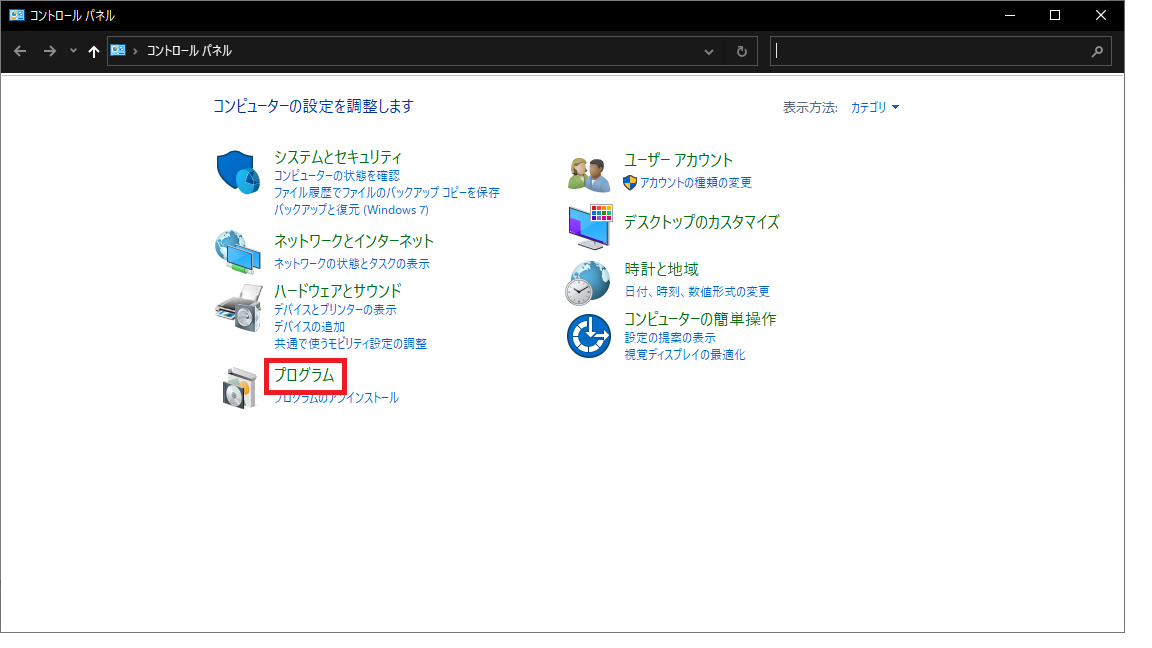 コントロール パネル
コントロール パネル
コンピューターの設定を調整します
表示方法: カテゴリ
システムとセキュリティ
コンピューターの状態を確認
ファイル履歴でファイルのバックアップ コピーを保存
バックアップと復元 (Windows 7)
ネットワークとインターネット
ネットワークの状態とタスクの表示
ハードウェアとサウンド
デバイスとプリンターの表示
デバイスの追加
共通で使うモビリティ設定の調整
プログラム
プログラムのアンインストール
ユーザー アカウント
アカウントの種類の変更
デスクトップのカスタマイズ
時計と地域
日付、時刻、数値形式の変更
コンピューターの簡単操作
設定の提案の表示
視覚ディスプレイの最適化